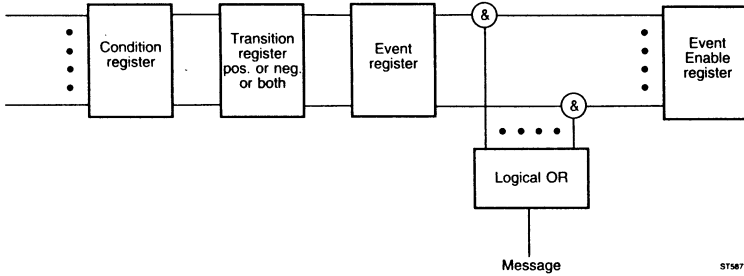 Condition
register
Transition
register
pos. or neg.
or both
Event
register
&
&
Event
Enable
register
Logical OR
Message
ST587